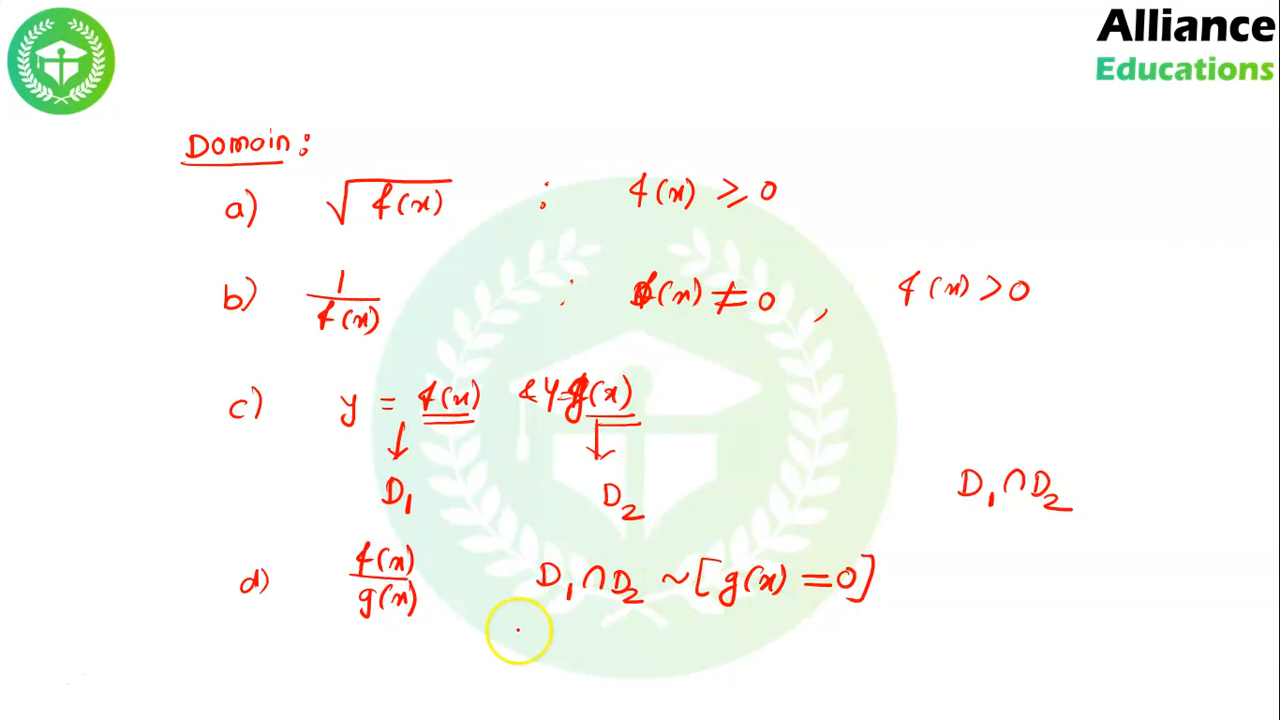 Alliance
Educations
Domain:
a) √f(x) : f(x) ≥ 0
b) 1/f(x) : f(x) ≠ 0 , f(x) > 0
c) y = f(x) & y = g(x)
D₁ D₂ D₁∩D₂
d) f(x)/g(x) D₁∩D₂ ~ [g(x) = 0]